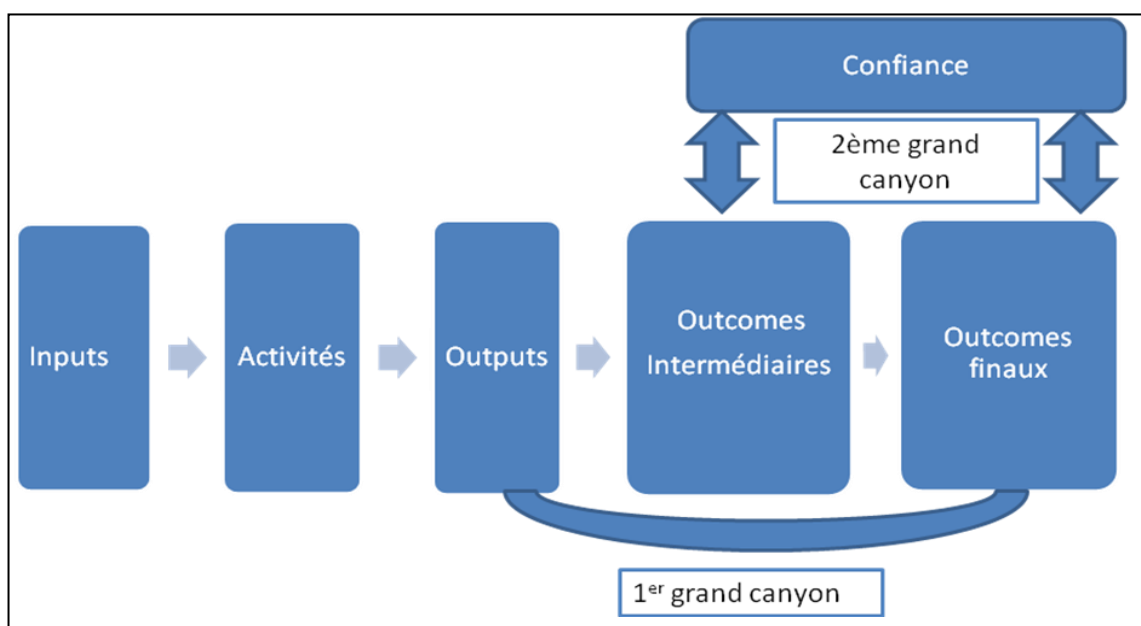 Confiance
2ème grand
canyon
Inputs
Activités
Outputs
Outcomes
Intermédiaires
Outcomes
finaux
1er grand canyon